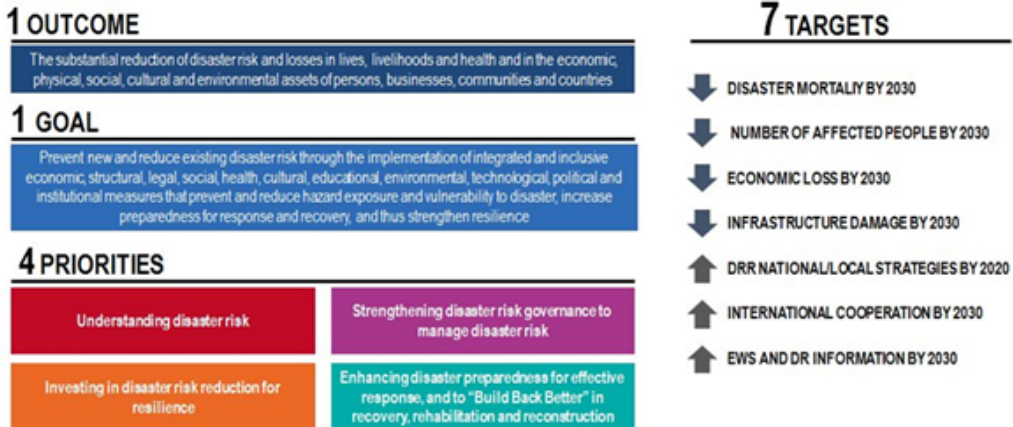 1 OUTCOME
The substantial reduction of disaster risk and losses in lives, livelihoods and health and in the economic,
physical, social, cultural and environmental assets of persons, businesses, communities and countries
1 GOAL
Prevent new and reduce existing disaster risk through the implementation of integrated and inclusive
economic, structural, legal, social, health, cultural, educational, environmental, technological, political and
institutional measures that prevent and reduce hazard exposure and vulnerability to disaster, increase
preparedness for response and recovery, and thus strengthen resilience
4 PRIORITIES
Understanding disaster risk
Strengthening disaster risk governance to
manage disaster risk
Investing in disaster risk reduction for
resilience
Enhancing disaster preparedness for effective
response, and to “Build Back Better” in
recovery, rehabilitation and reconstruction
7 TARGETS
DISASTER MORTALIY BY 2030
NUMBER OF AFFECTED PEOPLE BY 2030
ECONOMIC LOSS BY 2030
INFRASTRUCTURE DAMAGE BY 2030
DRR NATIONAL/LOCAL STRATEGIES BY 2020
INTERNATIONAL COOPERATION BY 2030
EWS AND DR INFORMATION BY 2030